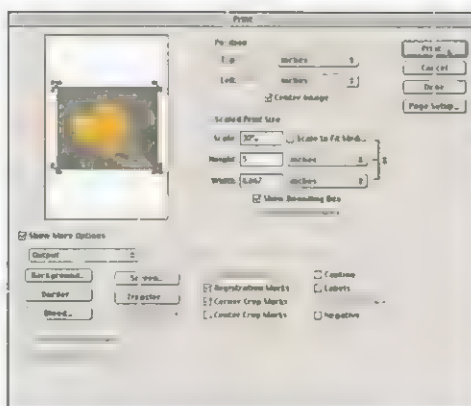 Print
Position
Top: inches
Left: inches
Center Image
Scaled Print Size
Scale: Scale to Fit Media
Height: 5 inches
Width: inches
Show Bounding Box
Print
Cancel
Done
Page Setup...
Show More Options
Output
Background...
Screen...
Border
Transfer
Bleed...
Registration Marks
Corner Crop Marks
Center Crop Marks
Caption
Labels
Negative